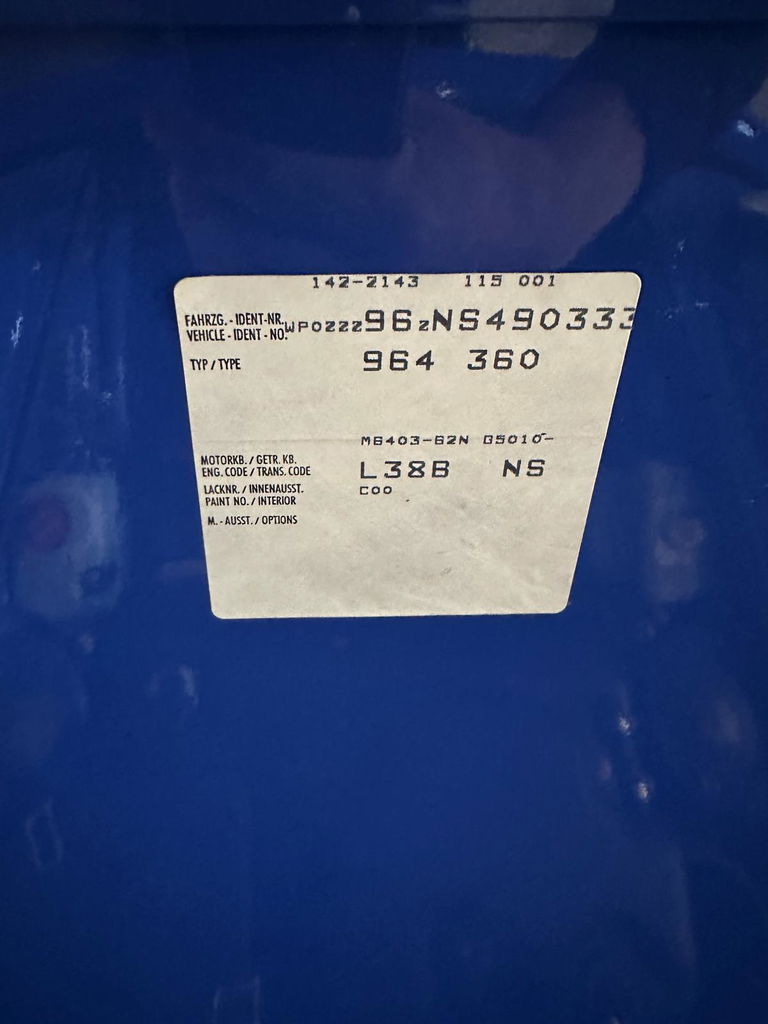 142-2143 115 001
FAHRZG. - IDENT-NR. WP0ZZZ96ZNS490333
VEHICLE - IDENT - NO.
TYP / TYPE 964 360
M6403-62N G5010-
MOTORKB. / GETR. KB.
ENG. CODE / TRANS. CODE L38B NS
LACKNR. / INNENAUSST. C00
PAINT NO. / INTERIOR
M. - AUSST. / OPTIONS